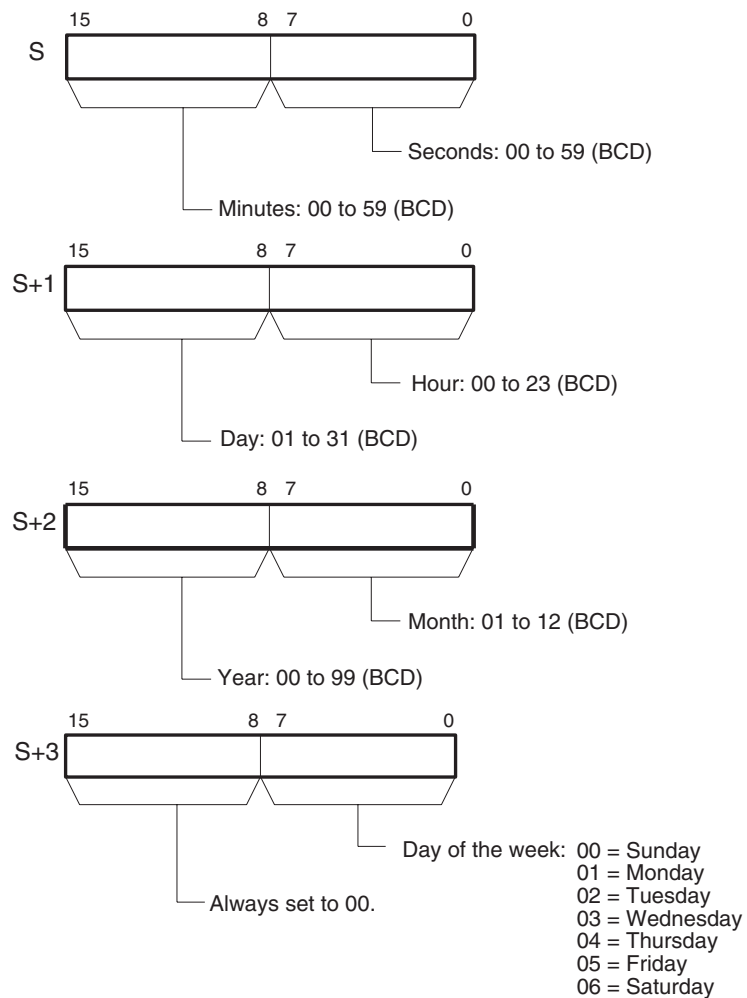 15 8 7 0
S
Seconds: 00 to 59 (BCD)
Minutes: 00 to 59 (BCD)
15 8 7 0
S+1
Hour: 00 to 23 (BCD)
Day: 01 to 31 (BCD)
15 8 7 0
S+2
Month: 01 to 12 (BCD)
Year: 00 to 99 (BCD)
15 8 7 0
S+3
Day of the week: 00 = Sunday
01 = Monday
02 = Tuesday
03 = Wednesday
Always set to 00.
04 = Thursday
05 = Friday
06 = Saturday